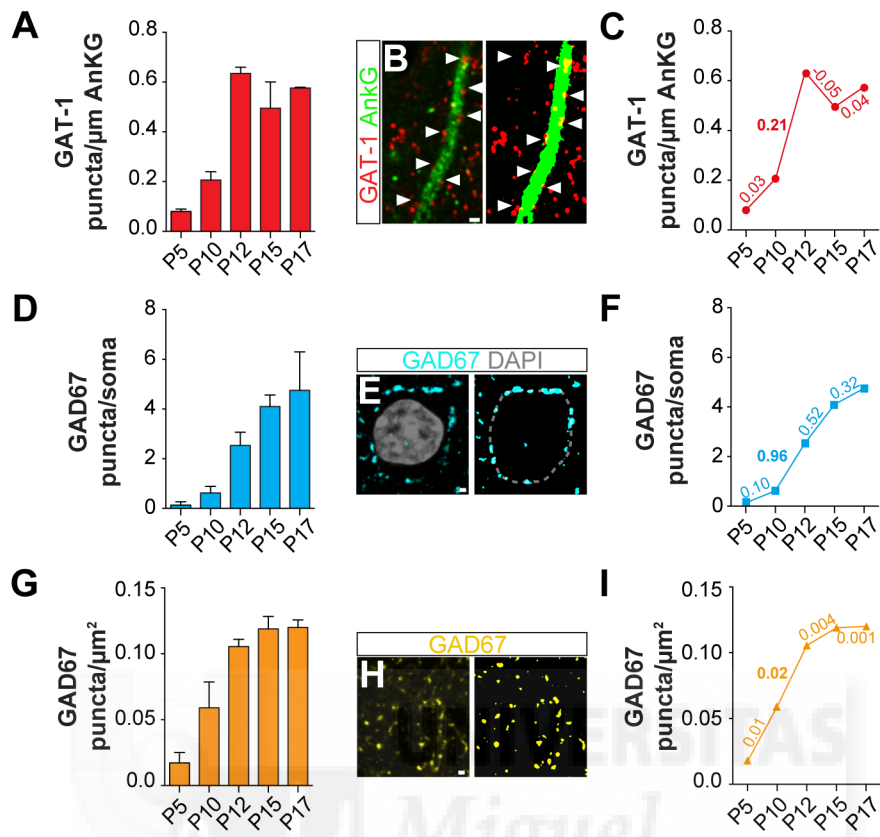 A
GAT-1
puncta/µm AnKG
0.8
0.6
0.4
0.2
0.0
P5 P10 P12 P15 P17
B
GAT-1 AnkG
C
GAT-1
puncta/µm AnKG
0.8
0.6
0.4
0.2
0.0
0.03
0.21
-0.05
0.04
P5 P10 P12 P15 P17
D
GAD67
puncta/soma
8
6
4
2
0
P5 P10 P12 P15 P17
GAD67 DAPI
E
F
GAD67
puncta/soma
8
6
4
2
0
0.10
0.96
0.52
0.32
P5 P10 P12 P15 P17
G
GAD67
puncta/µm²
0.15
0.10
0.05
0.0
P5 P10 P12 P15 P17
GAD67
H
I
GAD67
puncta/µm²
0.15
0.10
0.05
0.0
0.01
0.02
0.004
0.001
P5 P10 P12 P15 P17
UNIVERSITAS
Miguel